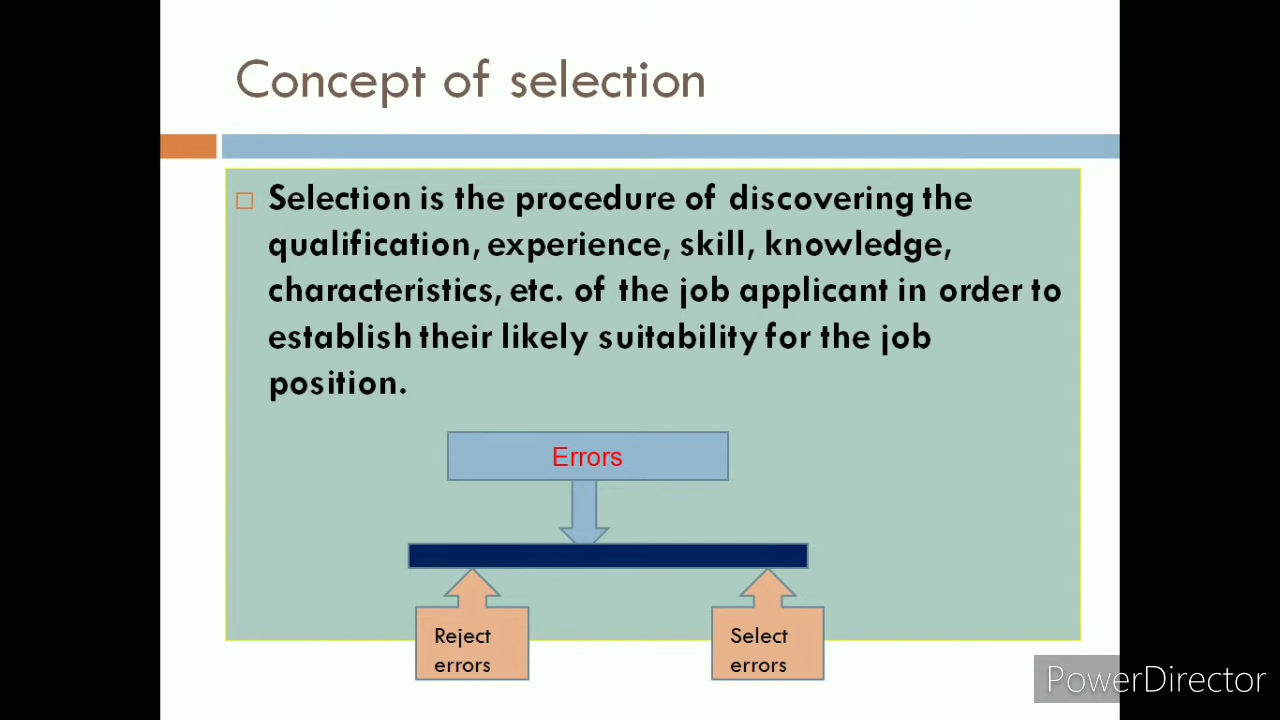 Concept of selection
Selection is the procedure of discovering the
qualification, experience, skill, knowledge,
characteristics, etc. of the job applicant in order to
establish their likely suitability for the job
position.
Errors
Reject
errors
Select
errors
PowerDirector